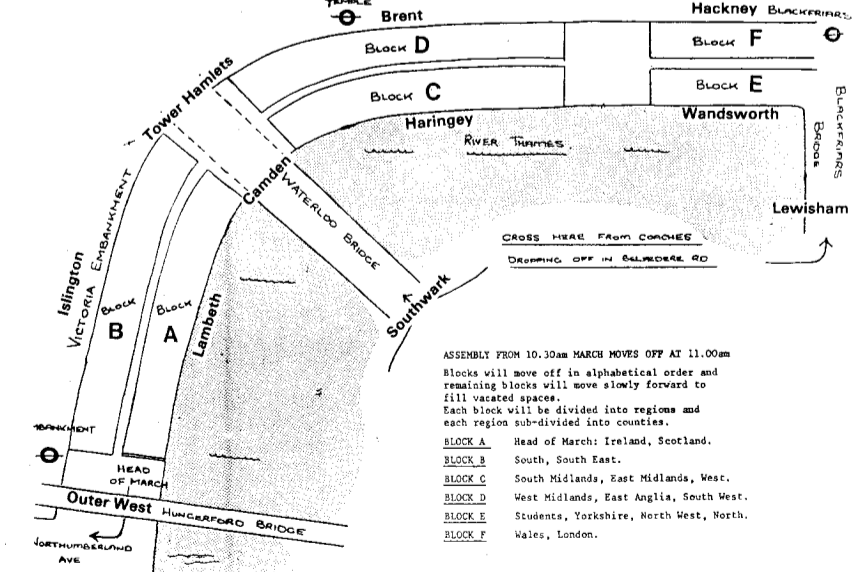 TEMPLE
Brent
Hackney BLACKFRIARS
BLOCK D
BLOCK F
Tower Hamlets
BLOCK C
BLOCK E
Haringey
Wandsworth
BLACKFRIARS
BRIDGE
RIVER THAMES
Camden
WATERLOO BRIDGE
Lewisham
CROSS HERE FROM COACHES
DROPPING OFF IN BELVEDERE RD
Islington
VICTORIA EMBANKMENT
BLOCK B
BLOCK A
Lambeth
Southwark
ASSEMBLY FROM 10.30am MARCH MOVES OFF AT 11.00am
Blocks will move off in alphabetical order and
remaining blocks will move slowly forward to
fill vacated spaces.
Each block will be divided into regions and
each region sub-divided into counties.
BLOCK A Head of March: Ireland, Scotland.
BLOCK B South, South East.
BLOCK C South Midlands, East Midlands, West.
BLOCK D West Midlands, East Anglia, South West.
BLOCK E Students, Yorkshire, North West, North.
BLOCK F Wales, London.
MBANKMENT
HEAD
OF MARCH
Outer West HUNGERFORD BRIDGE
NORTHUMBERLAND
AVE